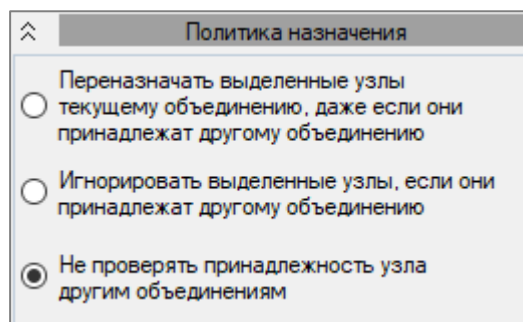 Политика назначения
Переназначать выделенные узлы
текущему объединению, даже если они
принадлежат другому объединению
Игнорировать выделенные узлы, если они
принадлежат другому объединению
Не проверять принадлежность узла
другим объединениям